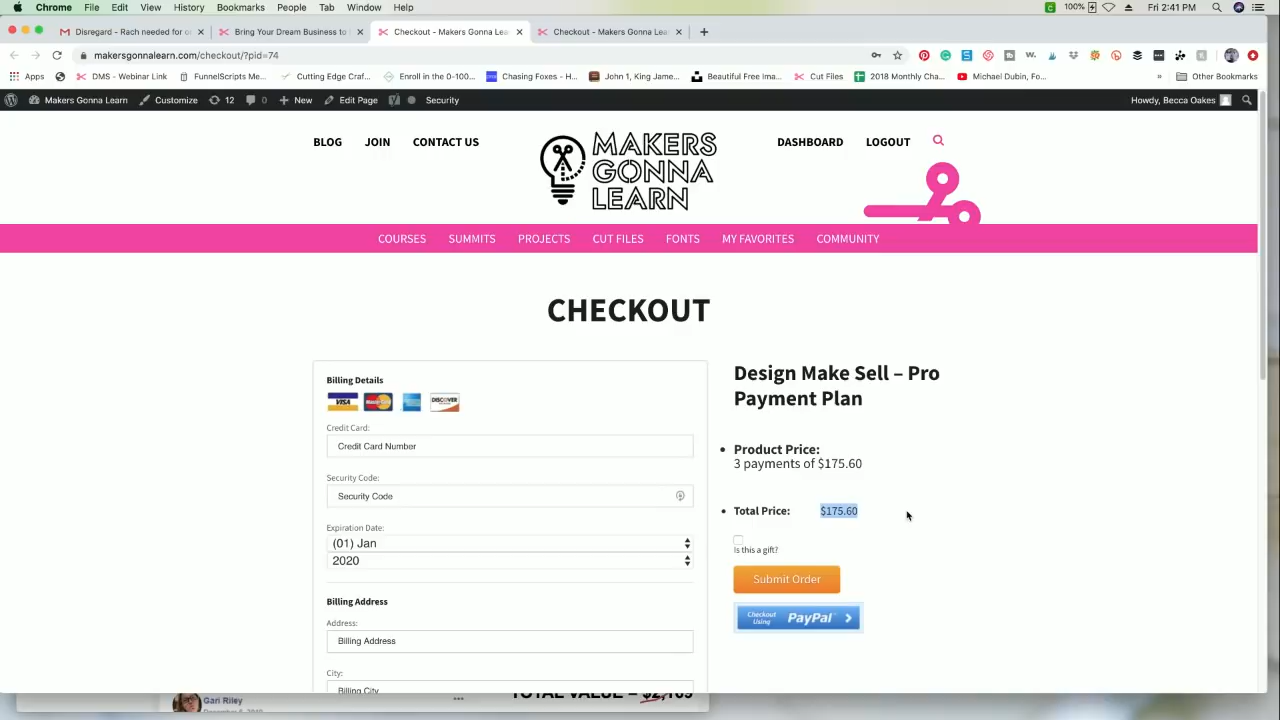 Chrome File Edit View History Bookmarks People Tab Window Help 100% Fri 2:41 PM
Disregard - Rach needed for o
Bring Your Dream Business to
Checkout - Makers Gonna Lea
Checkout - Makers Gonna Lea
makersgonnalearn.com/checkout/?pid=74
Apps DMS - Webinar Link FunnelScripts Me... Cutting Edge Craf... Enroll in the 0-100... Chasing Foxes - H... John 1, King Jame... Beautiful Free Ima... Cut Files 2018 Monthly Cha... Michael Dubin, Fo... » Other Bookmarks
Makers Gonna Learn Customize 12 0 New Edit Page Security Howdy, Becca Oakes
BLOG JOIN CONTACT US
MAKERS
GONNA
LEARN
DASHBOARD LOGOUT
COURSES SUMMITS PROJECTS CUT FILES FONTS MY FAVORITES COMMUNITY
CHECKOUT
Billing Details
VISA MasterCard DISCOVER
Credit Card:
Credit Card Number
Security Code:
Security Code
Expiration Date:
(01) Jan
2020
Billing Address
Address:
Billing Address
City:
Billing City
Design Make Sell – Pro
Payment Plan
Product Price:
3 payments of $175.60
Total Price: $175.60
Is this a gift?
Submit Order
Checkout
Using PayPal
Gari Riley
TOTAL VALUE = $2,169